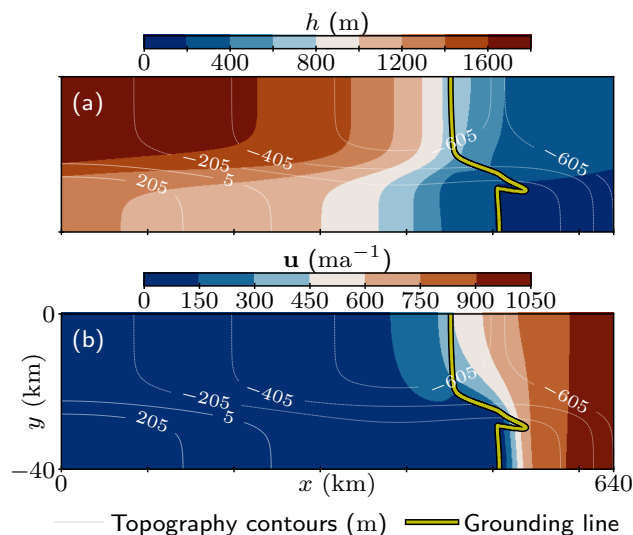 h (m)
0 400 800 1200 1600
(a)
−205 −405 −605 −605
205 5
u (ma⁻¹)
0 150 300 450 600 750 900 1050
0
(b)
−205 −405 −605 −605
205 5
y (km)
−40
0 x (km) 640
Topography contours (m) Grounding line